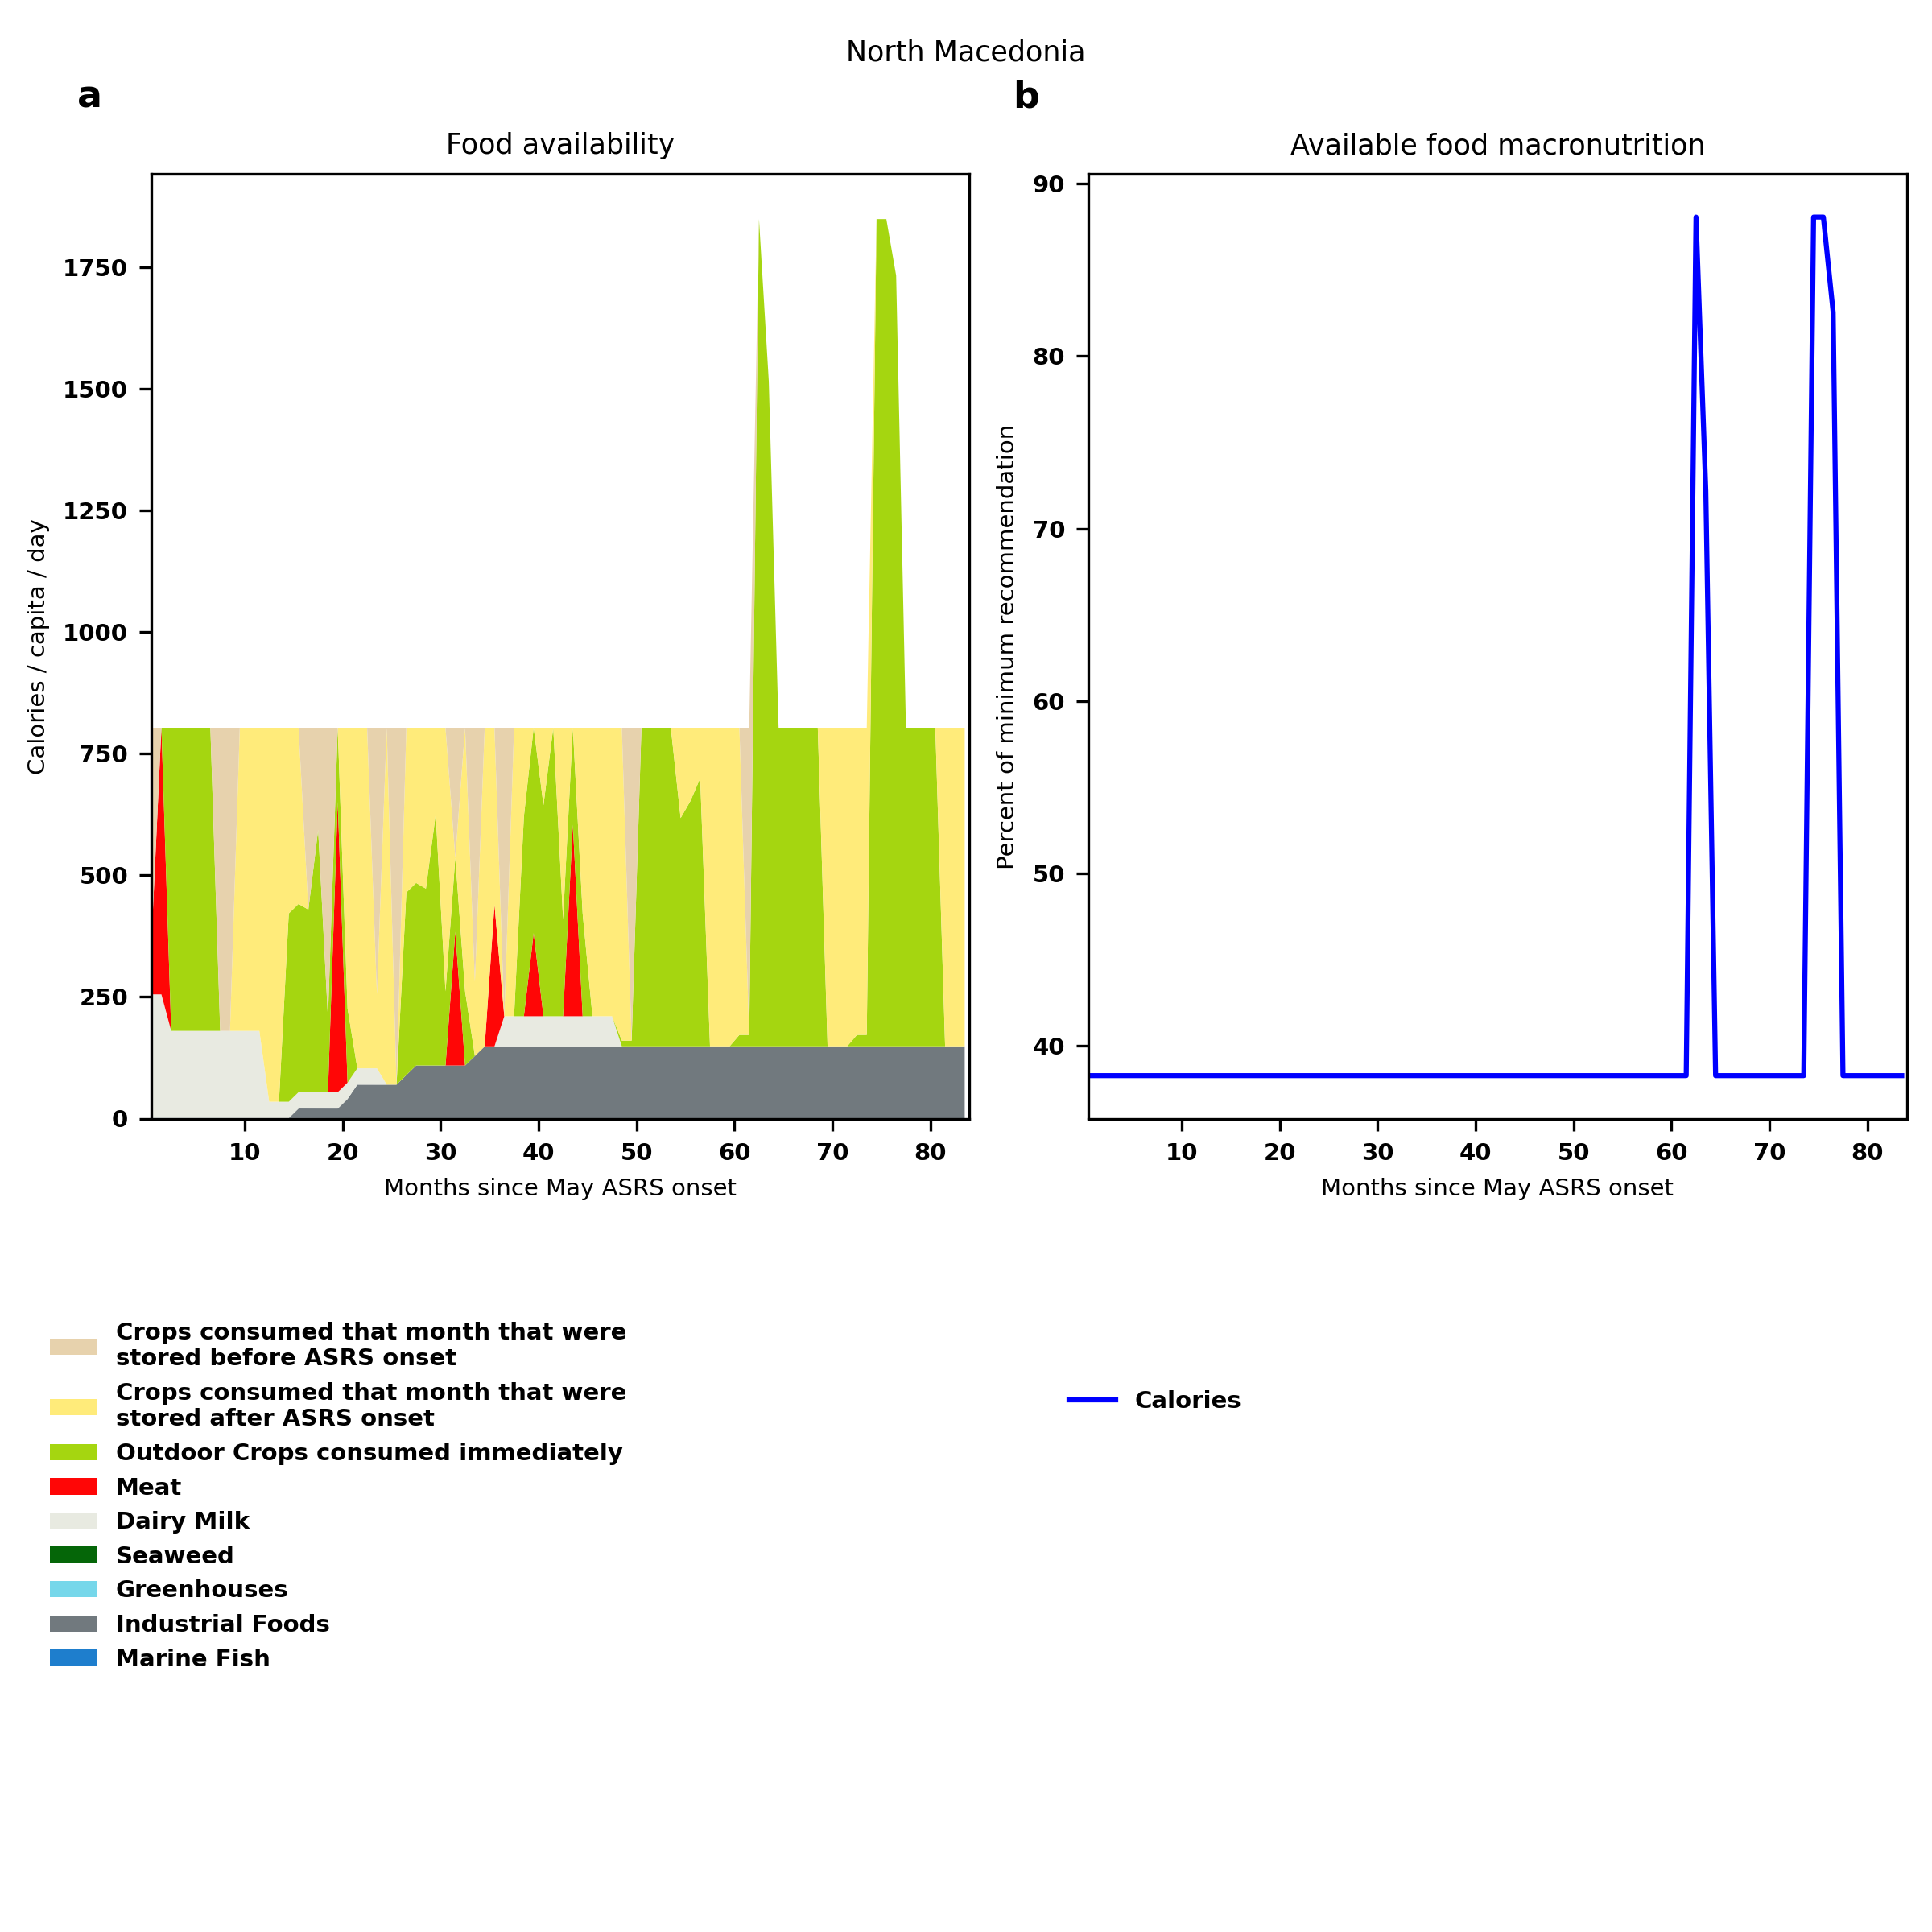 North Macedonia
a
b
Food availability
Available food macronutrition
Calories / capita / day
1750
1500
1250
1000
750
500
250
0
10 20 30 40 50 60 70 80
Months since May ASRS onset
Percent of minimum recommendation
90
80
70
60
50
40
10 20 30 40 50 60 70 80
Months since May ASRS onset
Crops consumed that month that were
stored before ASRS onset
Crops consumed that month that were
stored after ASRS onset
Outdoor Crops consumed immediately
Meat
Dairy Milk
Seaweed
Greenhouses
Industrial Foods
Marine Fish
Calories